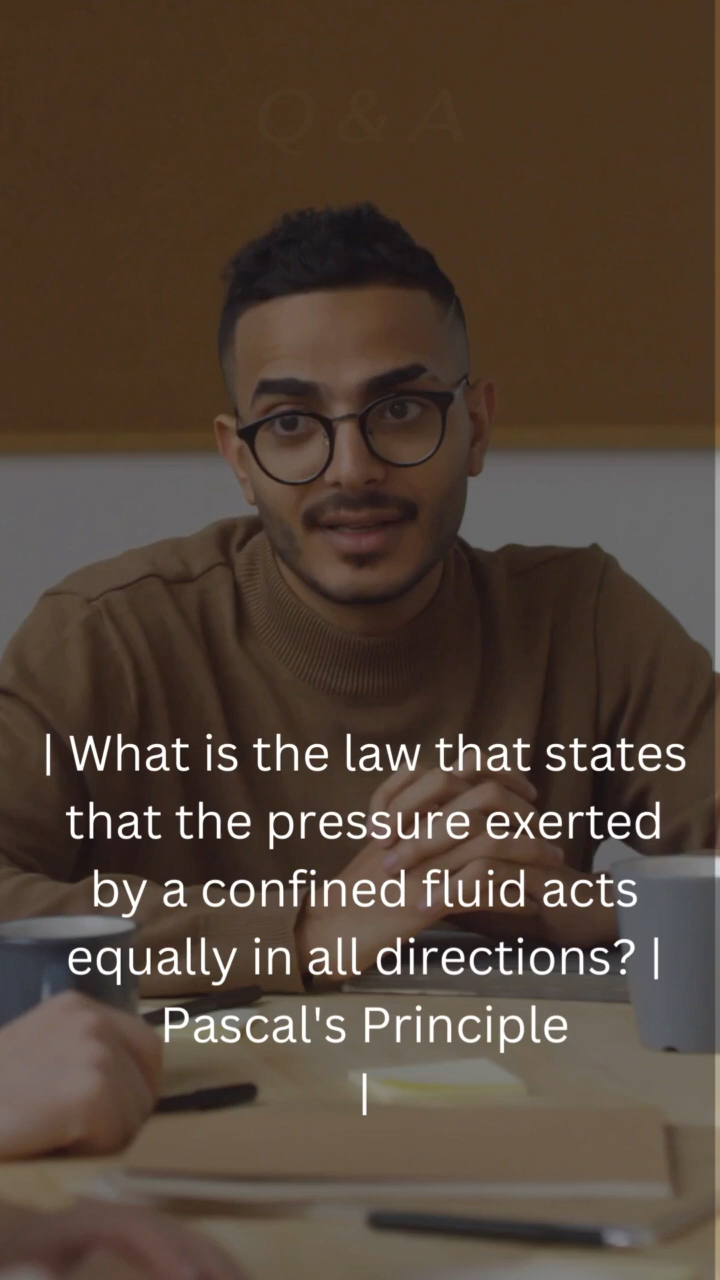 Q & A
| What is the law that states
that the pressure exerted
by a confined fluid acts
equally in all directions? |
Pascal's Principle
|